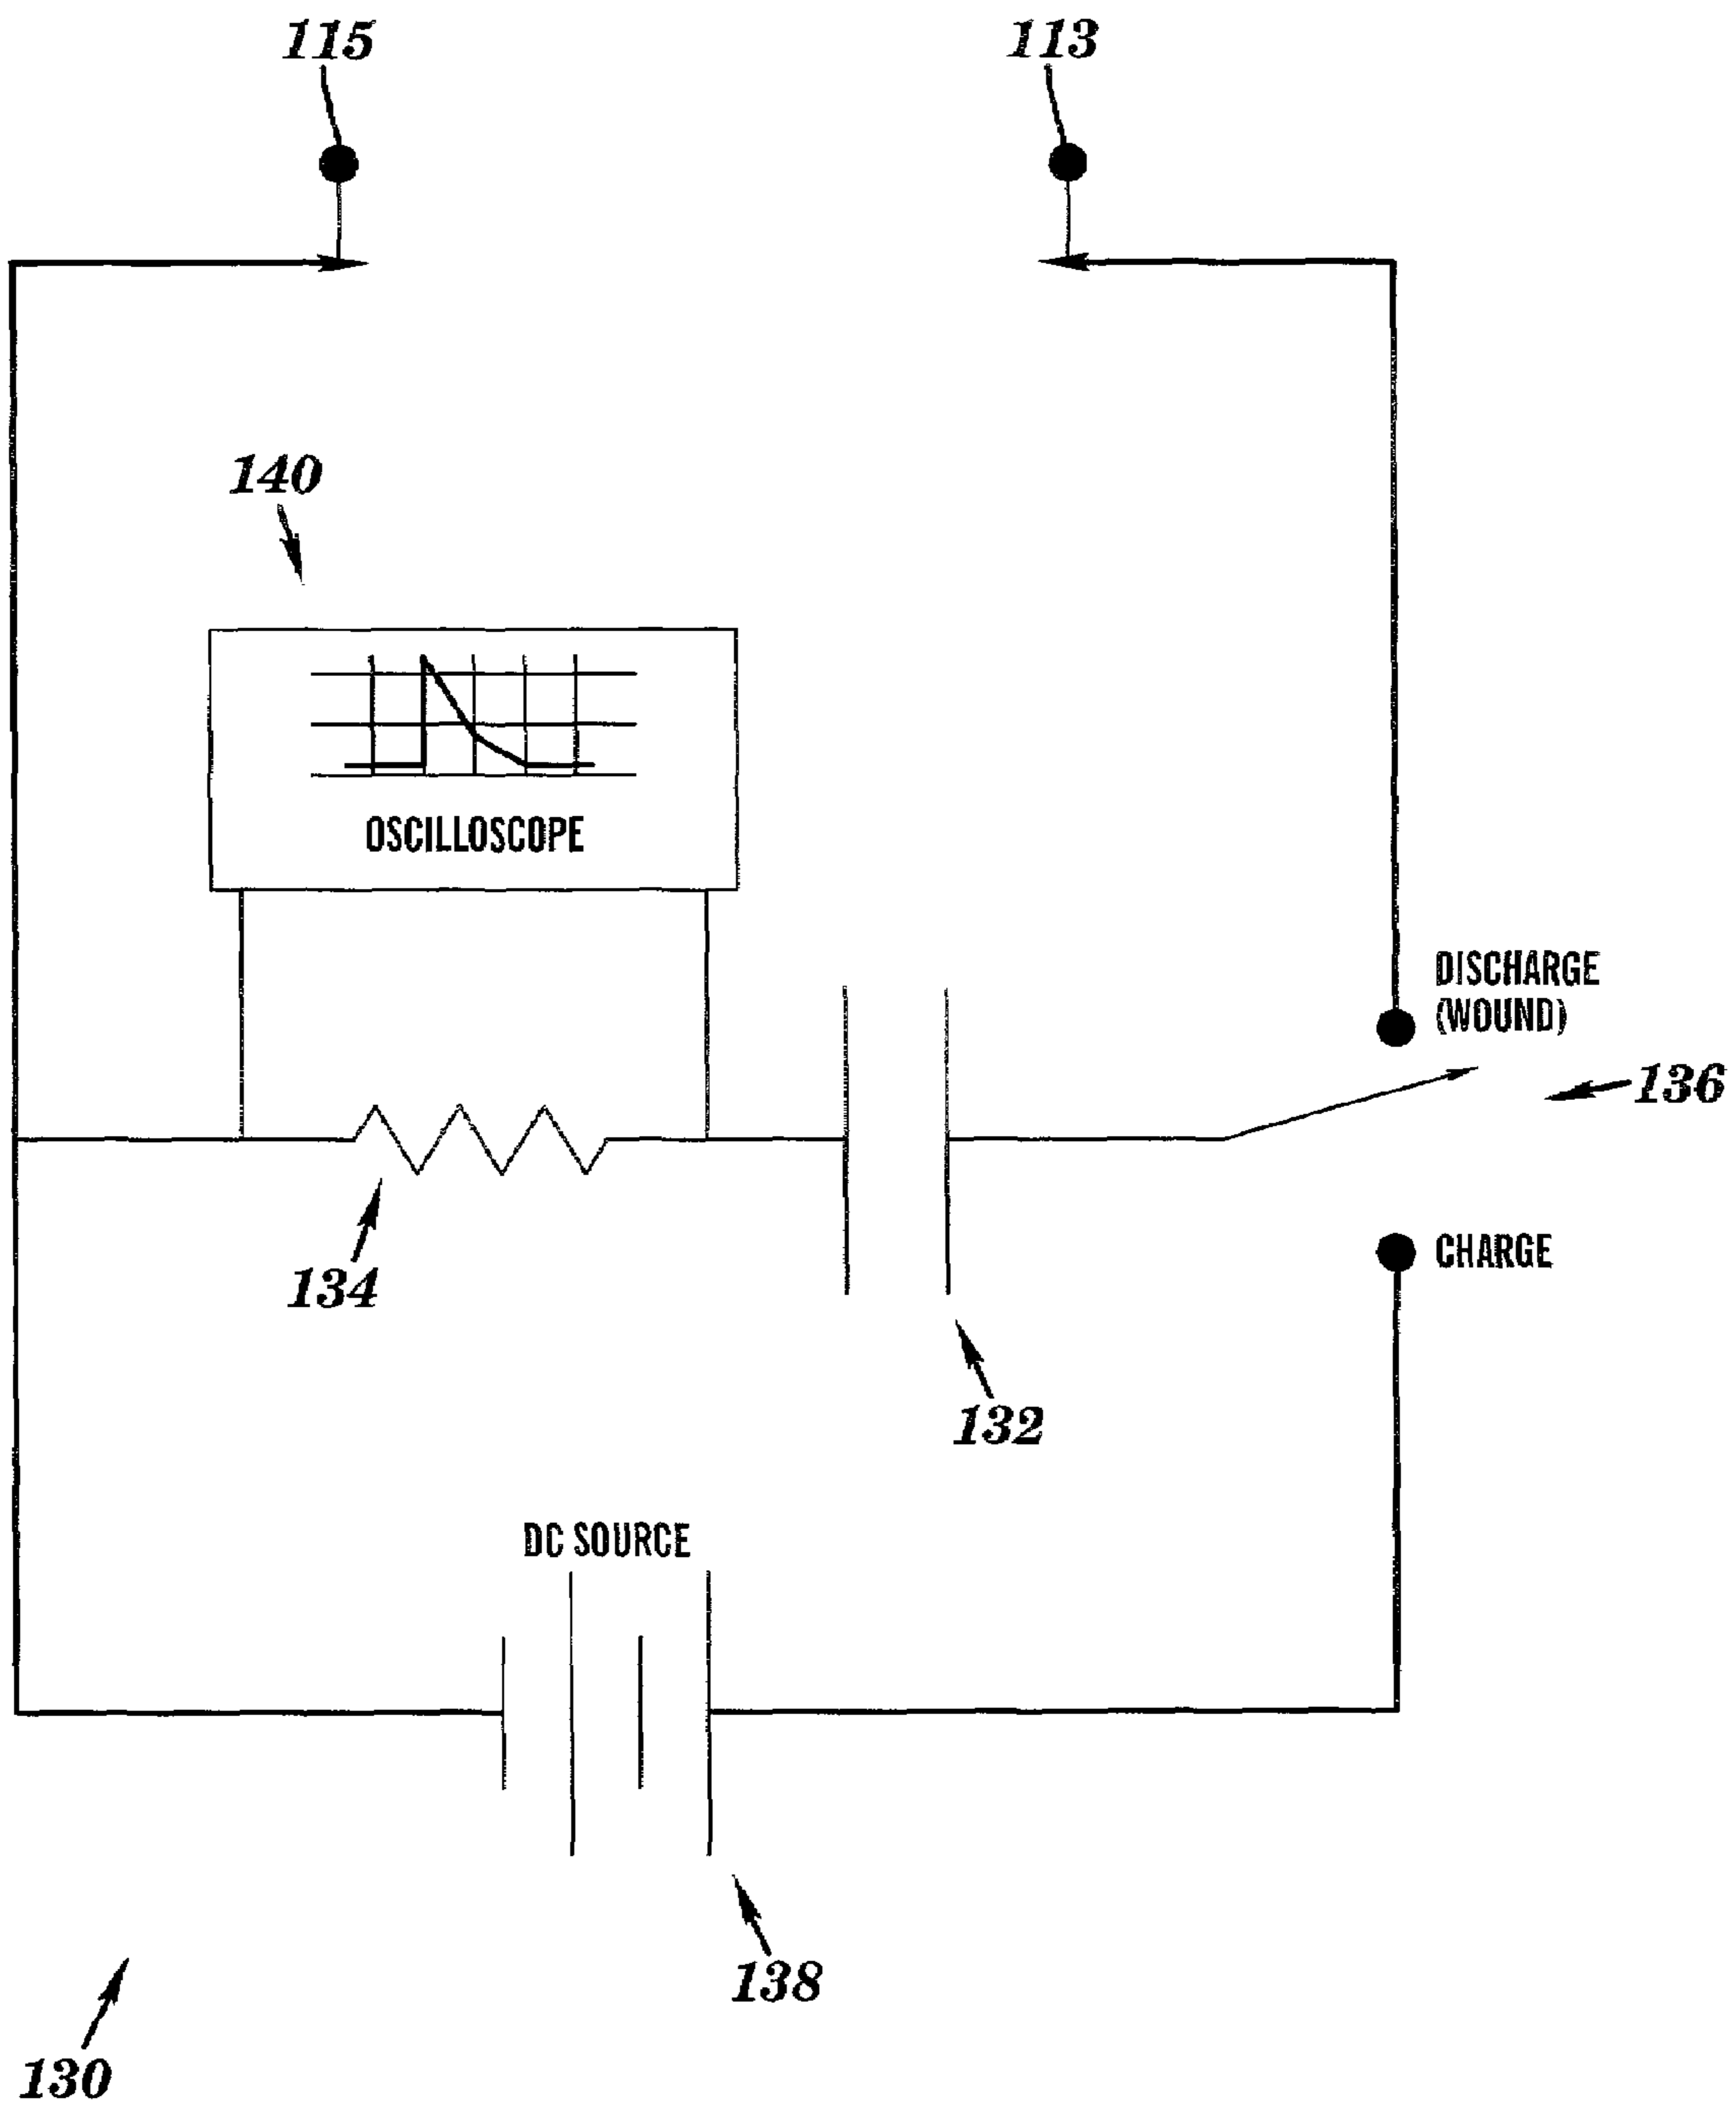 115
113
140
OSCILLOSCOPE
DISCHARGE
(WOUND)
136
134
CHARGE
132
DC SOURCE
138
130